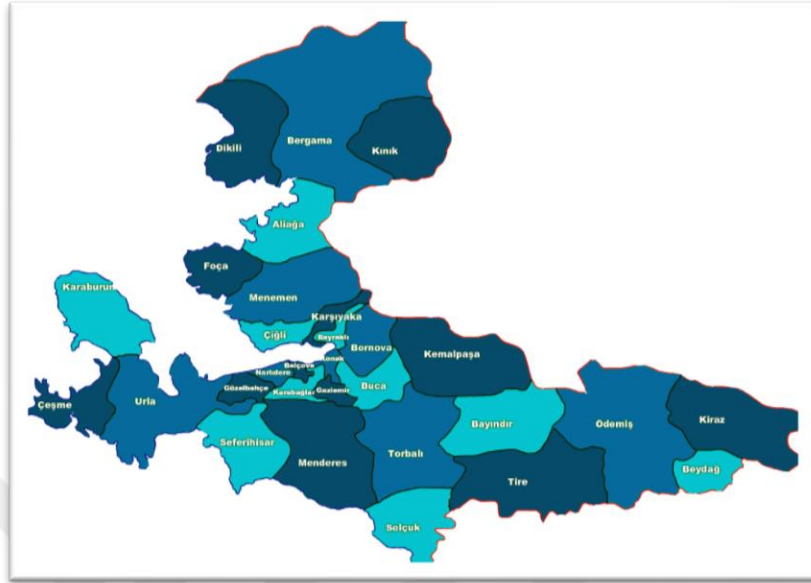 Bergama
Dikili
Kınık
Aliağa
Foça
Karaburun
Menemen
Karşıyaka
Çiğli
Bayraklı
Bornova
Kemalpaşa
Konak
Balçova
Narlıdere
Güzelbahçe
Karabağlar
Gaziemir
Buca
Çeşme
Urla
Seferihisar
Menderes
Torbalı
Bayındır
Ödemiş
Kiraz
Beydağ
Tire
Selçuk